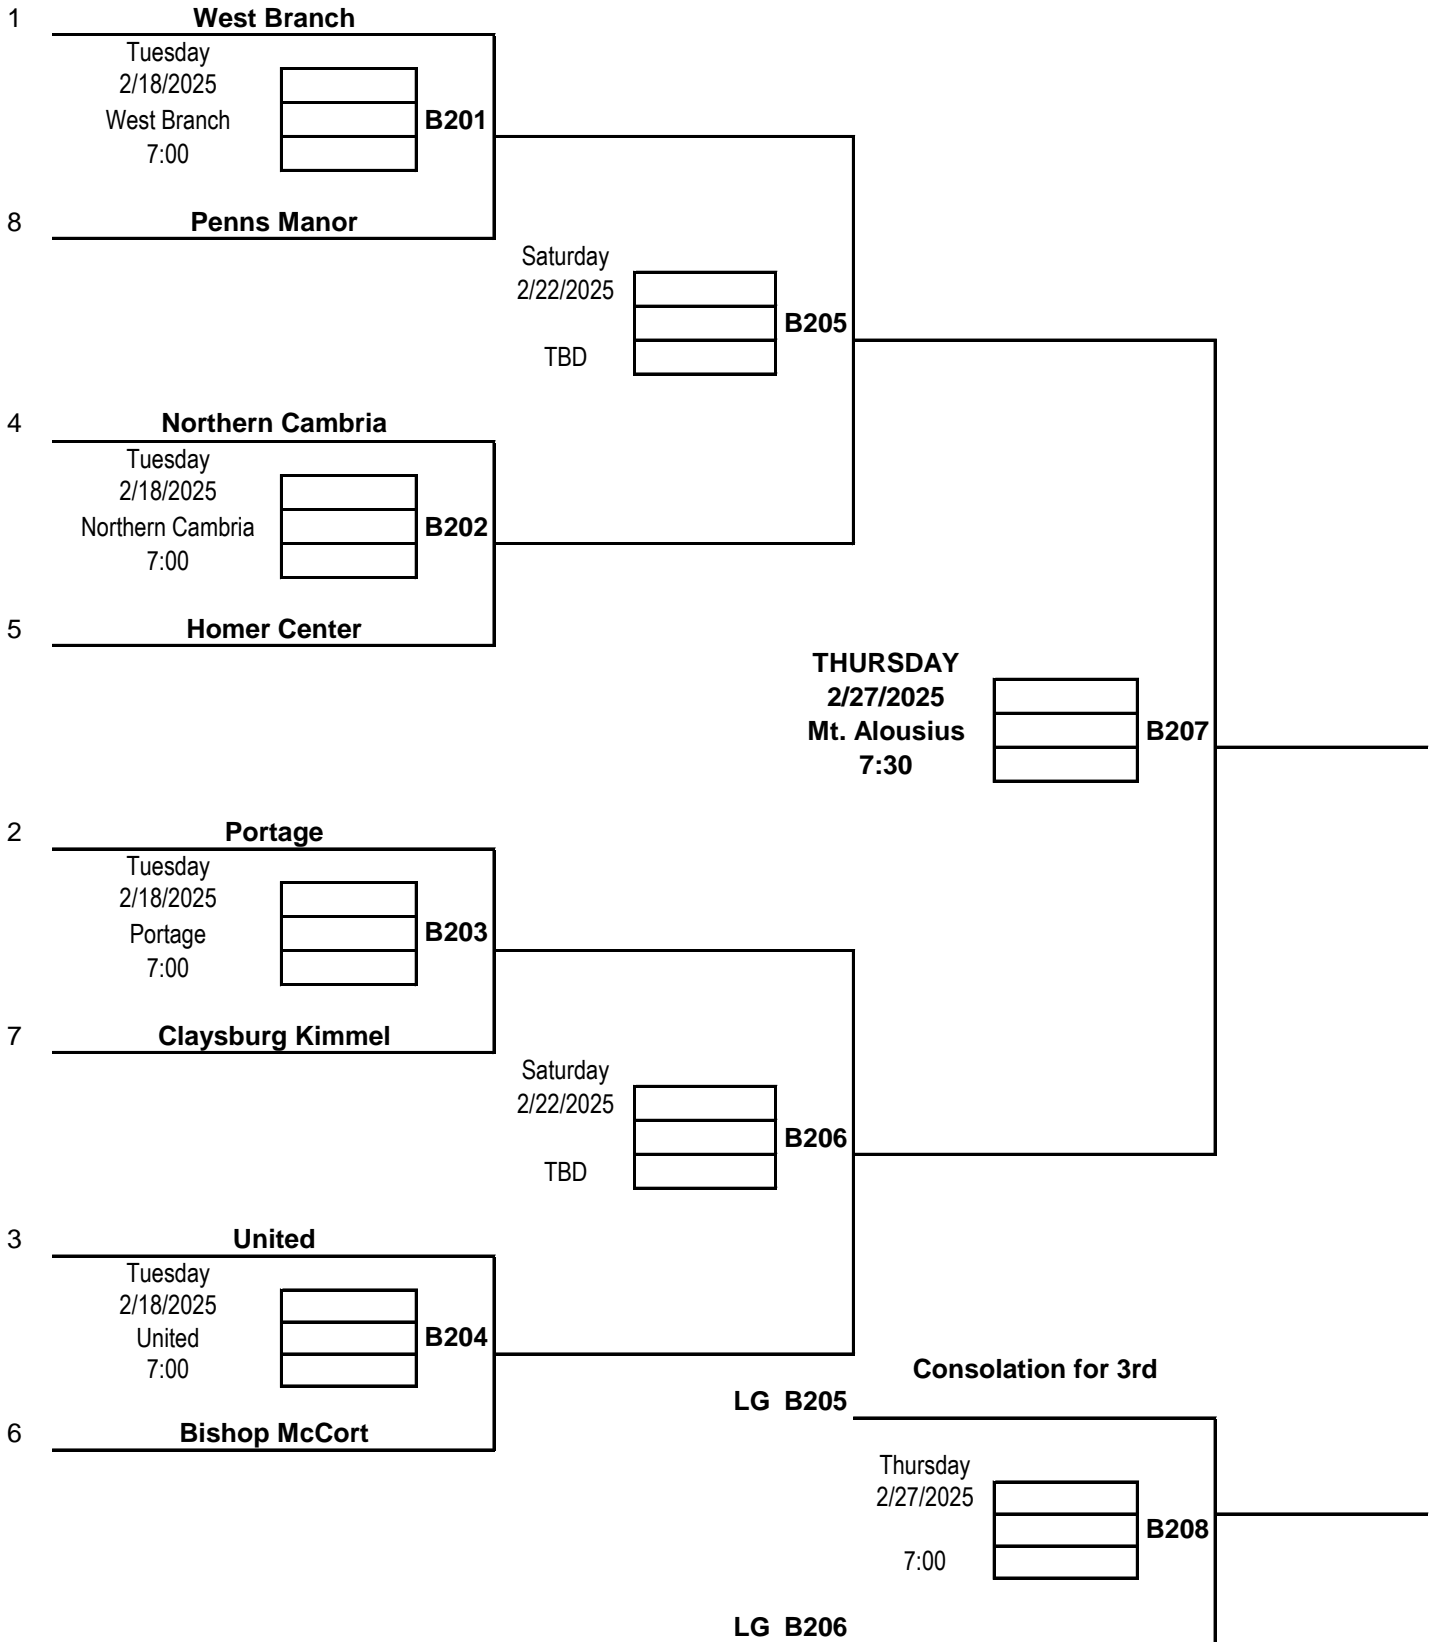 1 West Branch
Tuesday
2/18/2025
West Branch
B201
7:00
8 Penns Manor
Saturday
2/22/2025
B205
TBD
4 Northern Cambria
Tuesday
2/18/2025
Northern Cambria
B202
7:00
5 Homer Center
THURSDAY
2/27/2025
Mt. Alousius
B207
7:30
2 Portage
Tuesday
2/18/2025
Portage
B203
7:00
7 Claysburg Kimmel
Saturday
2/22/2025
B206
TBD
3 United
Tuesday
2/18/2025
United
B204
7:00
6 Bishop McCort
Consolation for 3rd
LG B205
Thursday
2/27/2025
B208
7:00
LG B206